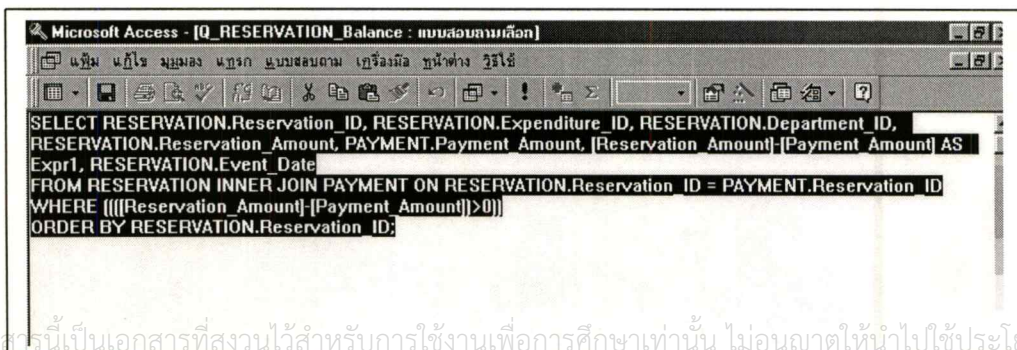 Microsoft Access - [Q_RESERVATION_Balance : แบบสอบถามเลือก]
แฟ้ม แก้ไข มุมมอง แทรก แบบสอบถาม เครื่องมือ หน้าต่าง วิธีใช้
SELECT RESERVATION.Reservation_ID, RESERVATION.Expenditure_ID, RESERVATION.Department_ID,
RESERVATION.Reservation_Amount, PAYMENT.Payment_Amount, [Reservation_Amount]-[Payment_Amount] AS
Expr1, RESERVATION.Event_Date
FROM RESERVATION INNER JOIN PAYMENT ON RESERVATION.Reservation_ID = PAYMENT.Reservation_ID
WHERE (((([Reservation_Amount]-[Payment_Amount])>0))
ORDER BY RESERVATION.Reservation_ID;
สารนี้เป็นเอกสารที่สงวนไว้สำหรับการใช้งานเพื่อการศึกษาเท่านั้น ไม่อนุญาตให้นำไปใช้ประโย